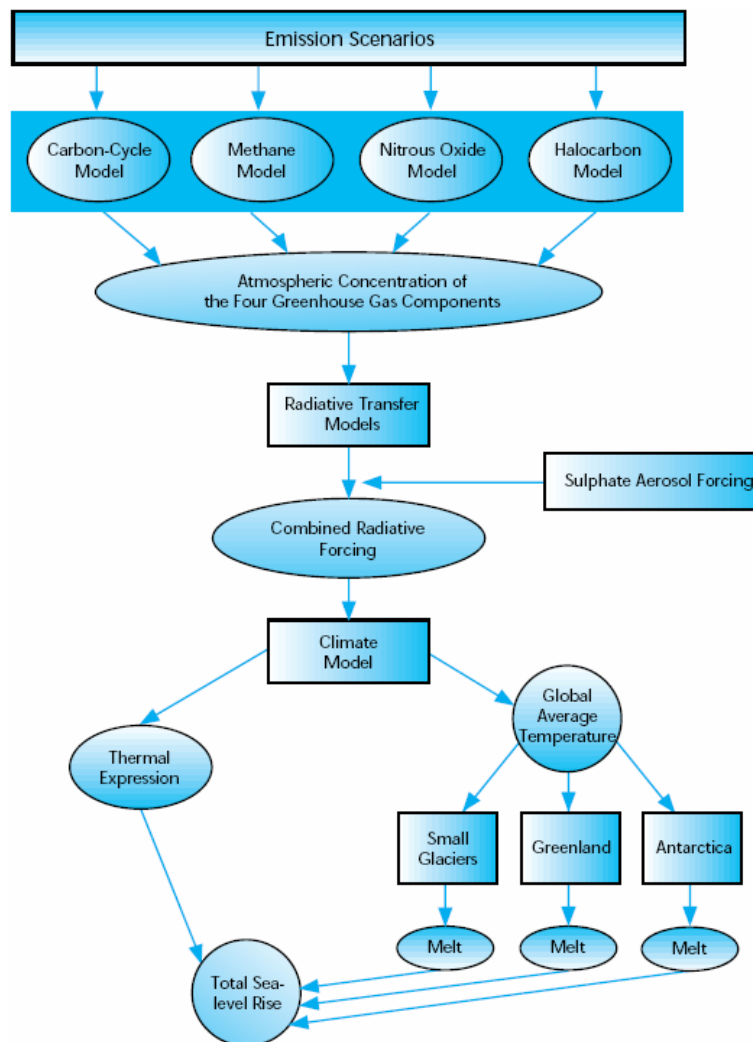 Emission Scenarios
Carbon-Cycle
Model
Methane
Model
Nitrous Oxide
Model
Halocarbon
Model
Atmospheric Concentration of
the Four Greenhouse Gas Components
Radiative Transfer
Models
Sulphate Aerosol Forcing
Combined Radiative
Forcing
Climate
Model
Global
Average
Temperature
Thermal
Expression
Small
Glaciers
Greenland
Antarctica
Melt
Melt
Melt
Total Sea-
level Rise